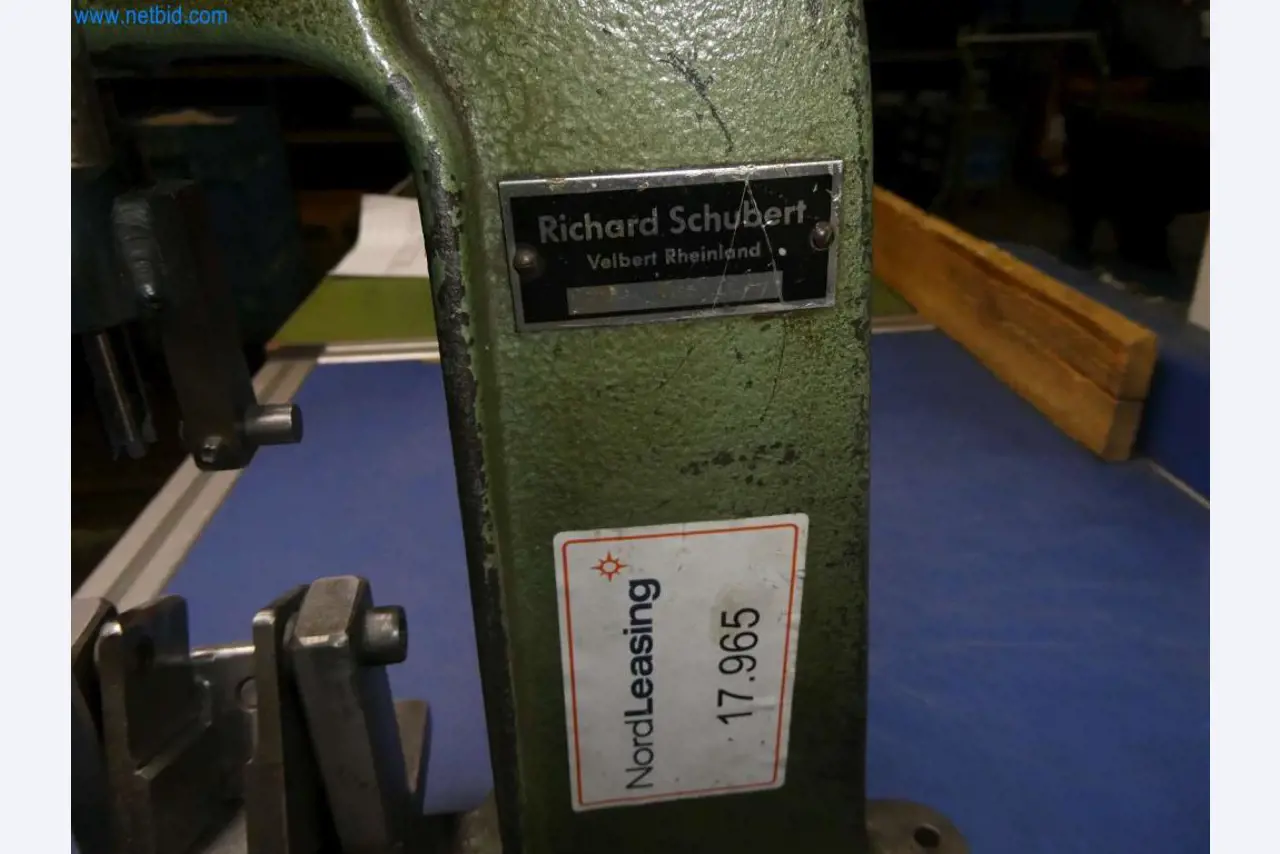 www.netbid.com
Richard Schubert
Velbert Rheinland
NordLeasing
17.965